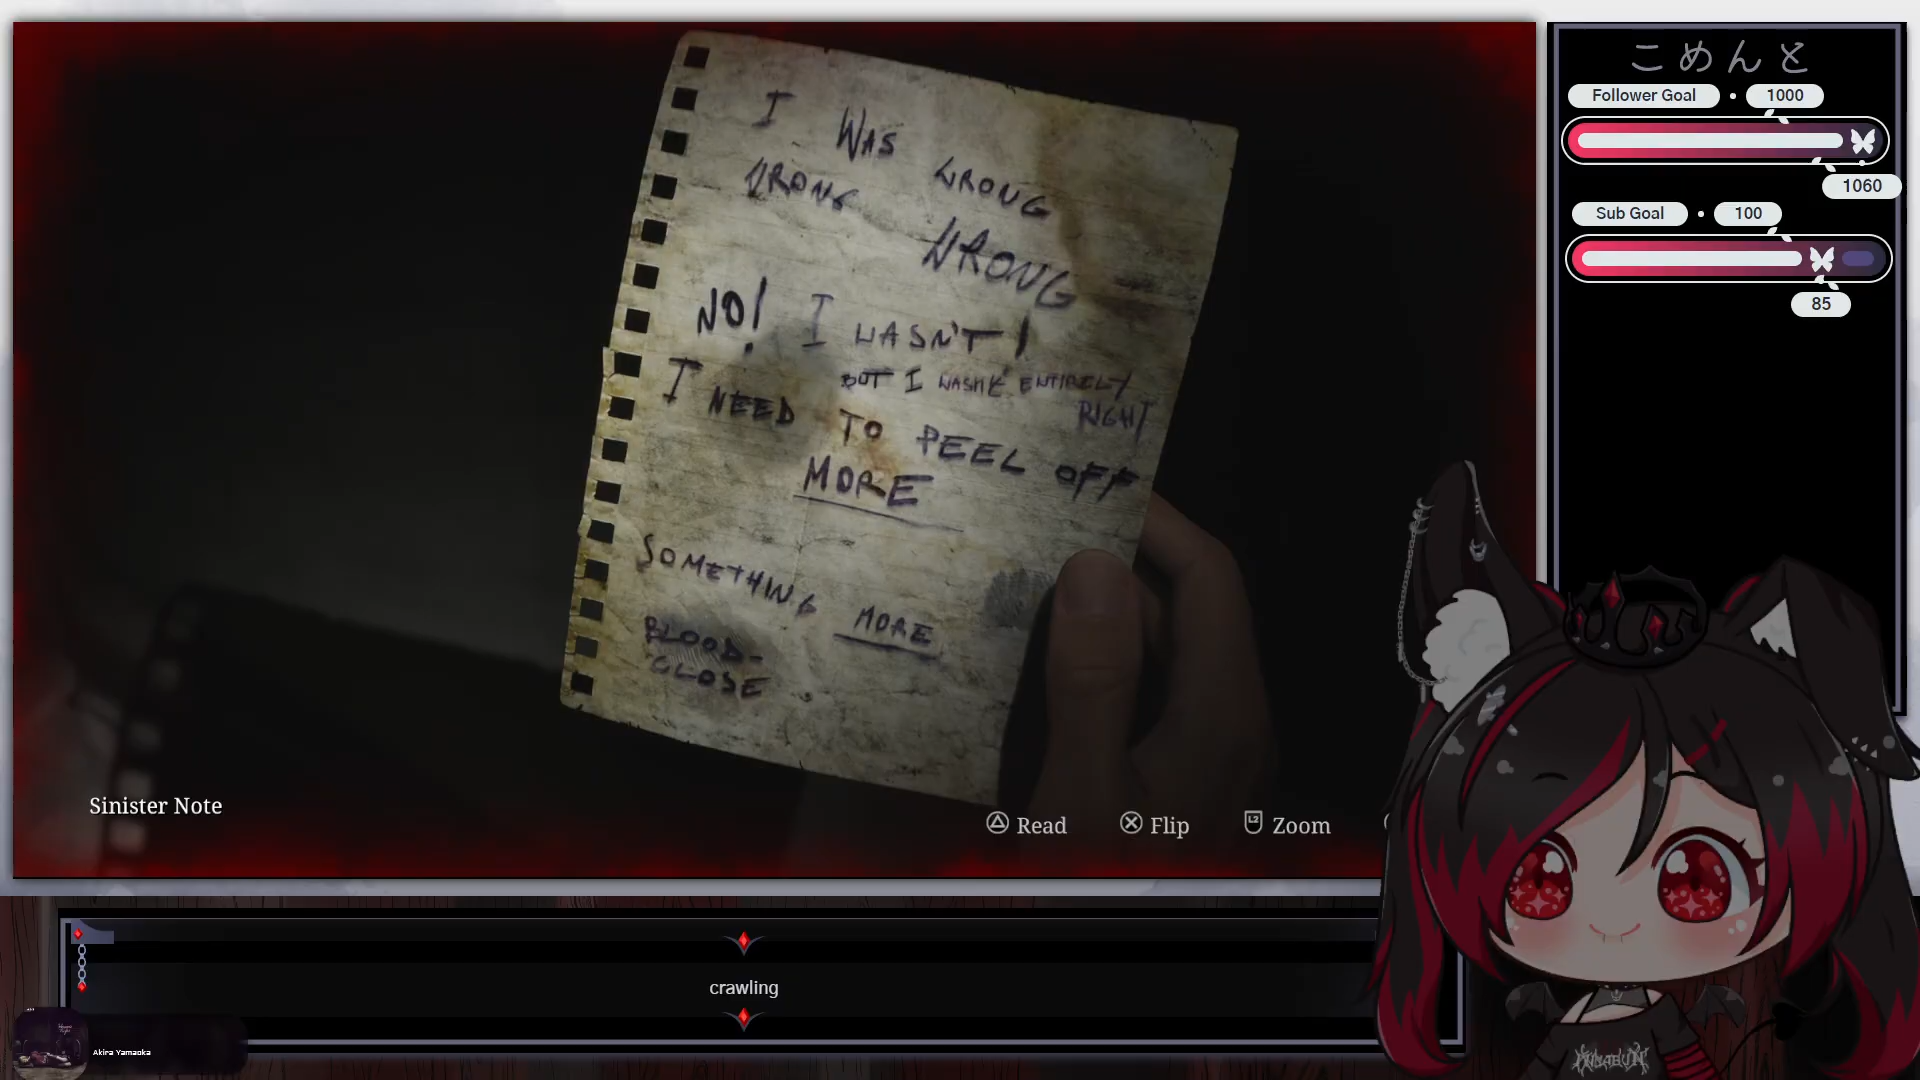 I WAS WRONG
WRONG
WRONG
NO! I WASN'T!
BUT I WASN'T ENTIRELY
RIGHT
I NEED TO PEEL OFF
MORE
SOMETHING MORE
BLOOD-
CLOSE
Sinister Note
Read
Flip
L2
Zoom
こめんと
Follower Goal • 1000
1060
Sub Goal • 100
85
crawling
Akira Yamaoka